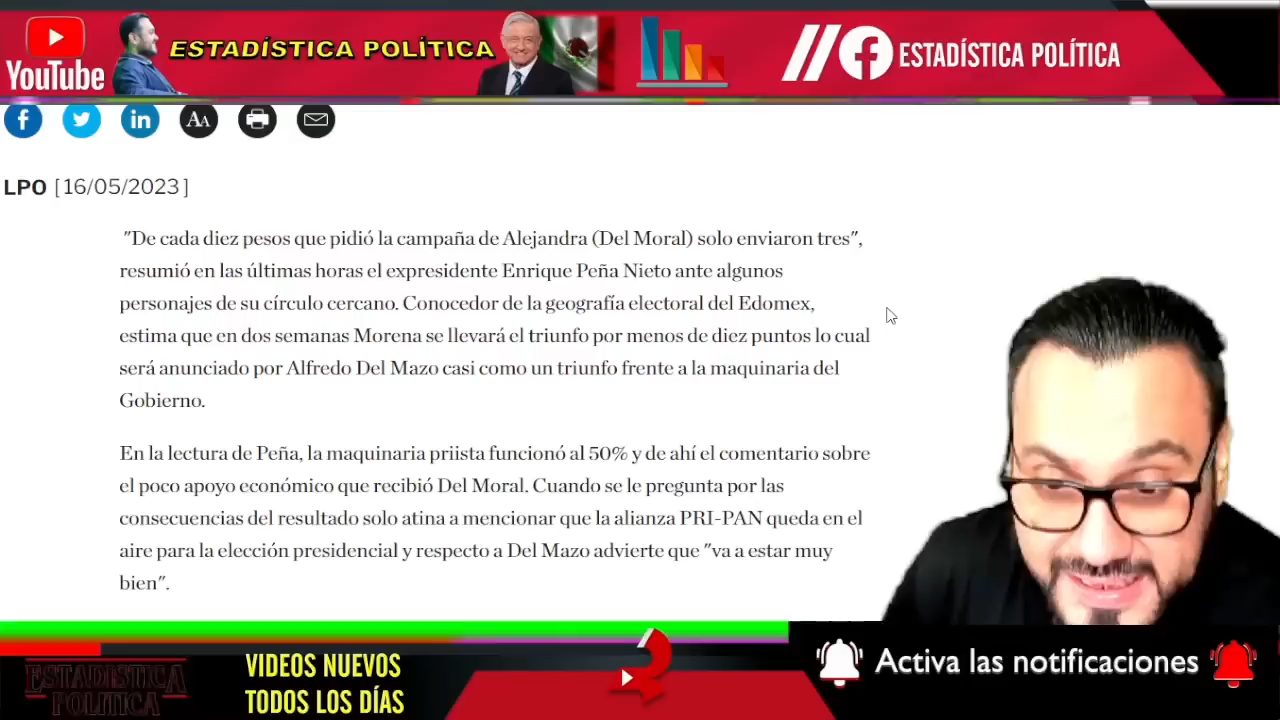 YouTube
ESTADÍSTICA POLÍTICA
ESTADÍSTICA POLÍTICA
LPO [16/05/2023]
"De cada diez pesos que pidió la campaña de Alejandra (Del Moral) solo enviaron tres",
resumió en las últimas horas el expresidente Enrique Peña Nieto ante algunos
personajes de su círculo cercano. Conocedor de la geografía electoral del Edomex,
estima que en dos semanas Morena se llevará el triunfo por menos de diez puntos lo cual
será anunciado por Alfredo Del Mazo casi como un triunfo frente a la maquinaria del
Gobierno.
En la lectura de Peña, la maquinaria priista funcionó al 50% y de ahí el comentario sobre
el poco apoyo económico que recibió Del Moral. Cuando se le pregunta por las
consecuencias del resultado solo atina a mencionar que la alianza PRI-PAN queda en el
aire para la elección presidencial y respecto a Del Mazo advierte que "va a estar muy
bien".
ESTADÍSTICA
POLÍTICA
VIDEOS NUEVOS
TODOS LOS DÍAS
Activa las notificaciones